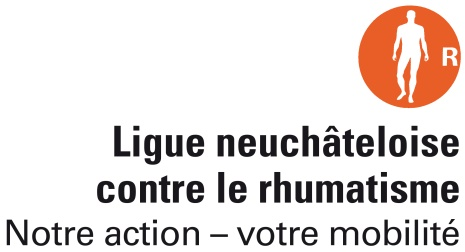 R
Ligue neuchâteloise
contre le rhumatisme
Notre action – votre mobilité